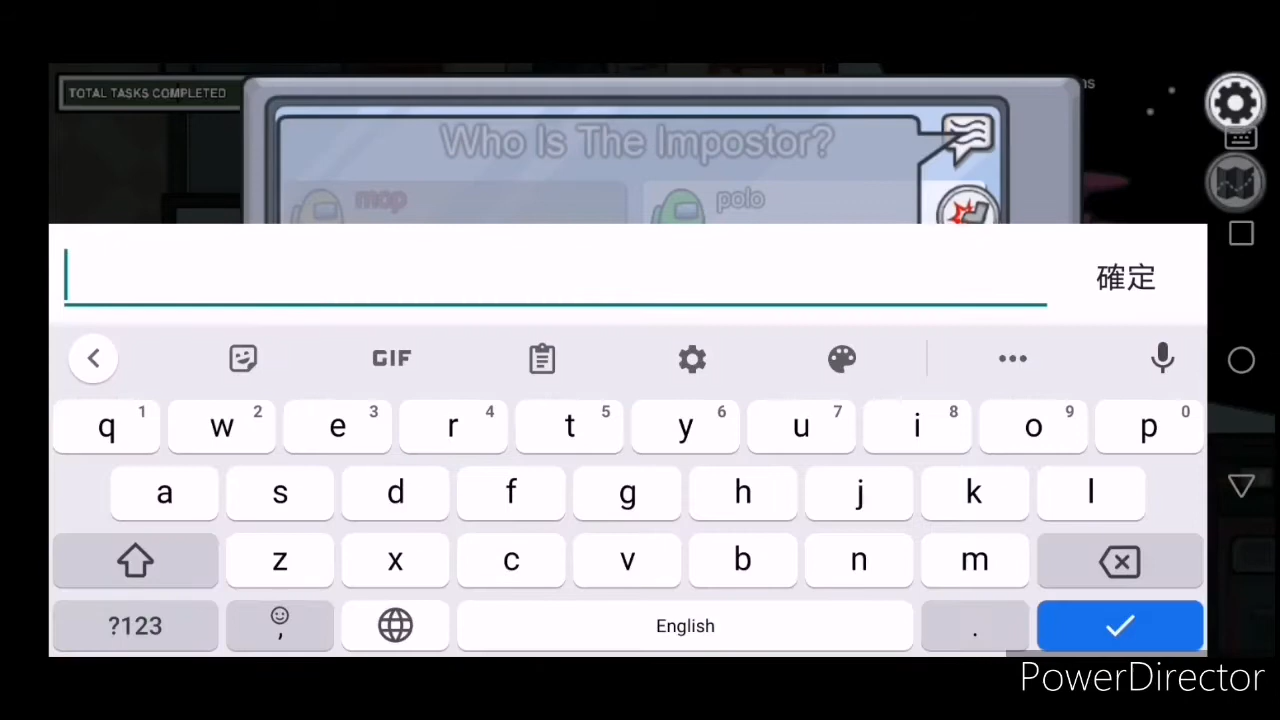 TOTAL TASKS COMPLETED
Who Is The Impostor?
mop polo
確定
GIF
q 1 w 2 e 3 r 4 t 5 y 6 u 7 i 8 o 9 p 0
a s d f g h j k l
z x c v b n m
?123 , English .
PowerDirector